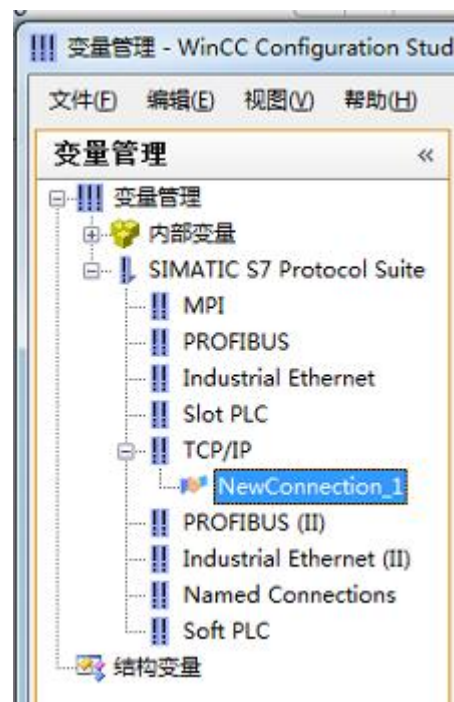 变量管理 - WinCC Configuration Stud
文件(F) 编辑(E) 视图(V) 帮助(H)
变量管理 «
变量管理
内部变量
SIMATIC S7 Protocol Suite
MPI
PROFIBUS
Industrial Ethernet
Slot PLC
TCP/IP
NewConnection_1
PROFIBUS (II)
Industrial Ethernet (II)
Named Connections
Soft PLC
结构变量